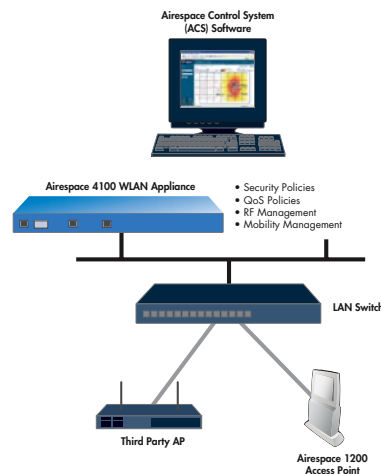 Airespace Control System
(ACS) Software
Airespace 4100 WLAN Appliance
• Security Policies
• QoS Policies
• RF Management
• Mobility Management
LAN Switch
Third Party AP
Airespace 1200
Access Point